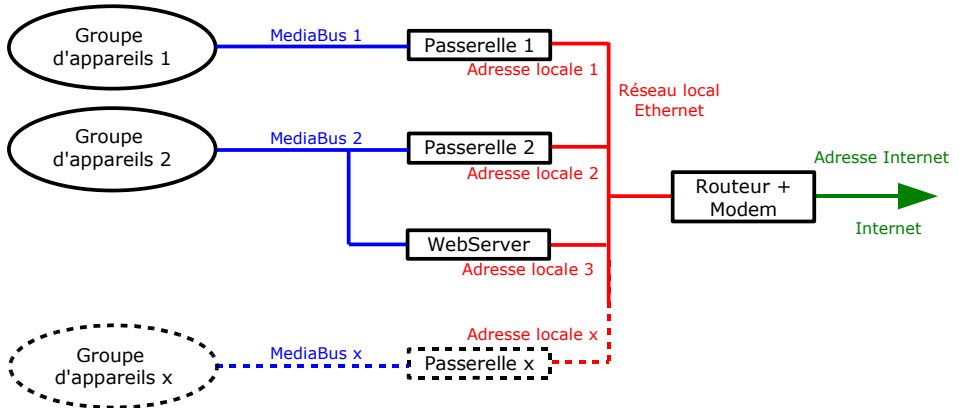 Groupe
d'appareils 1
MediaBus 1
Passerelle 1
Adresse locale 1
Réseau local
Ethernet
Groupe
d'appareils 2
MediaBus 2
Passerelle 2
Adresse locale 2
Routeur +
Modem
Adresse Internet
Internet
WebServer
Adresse locale 3
Groupe
d'appareils x
MediaBus x
Adresse locale x
Passerelle x